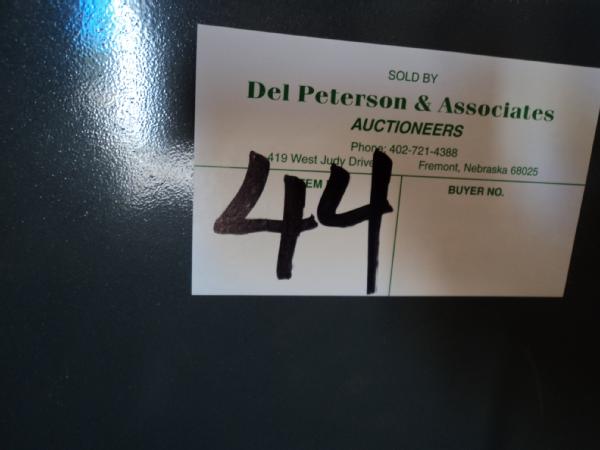 SOLD BY
Del Peterson & Associates
AUCTIONEERS
Phone: 402-721-4388
419 West Judy Drive Fremont, Nebraska 68025
BUYER NO.
44